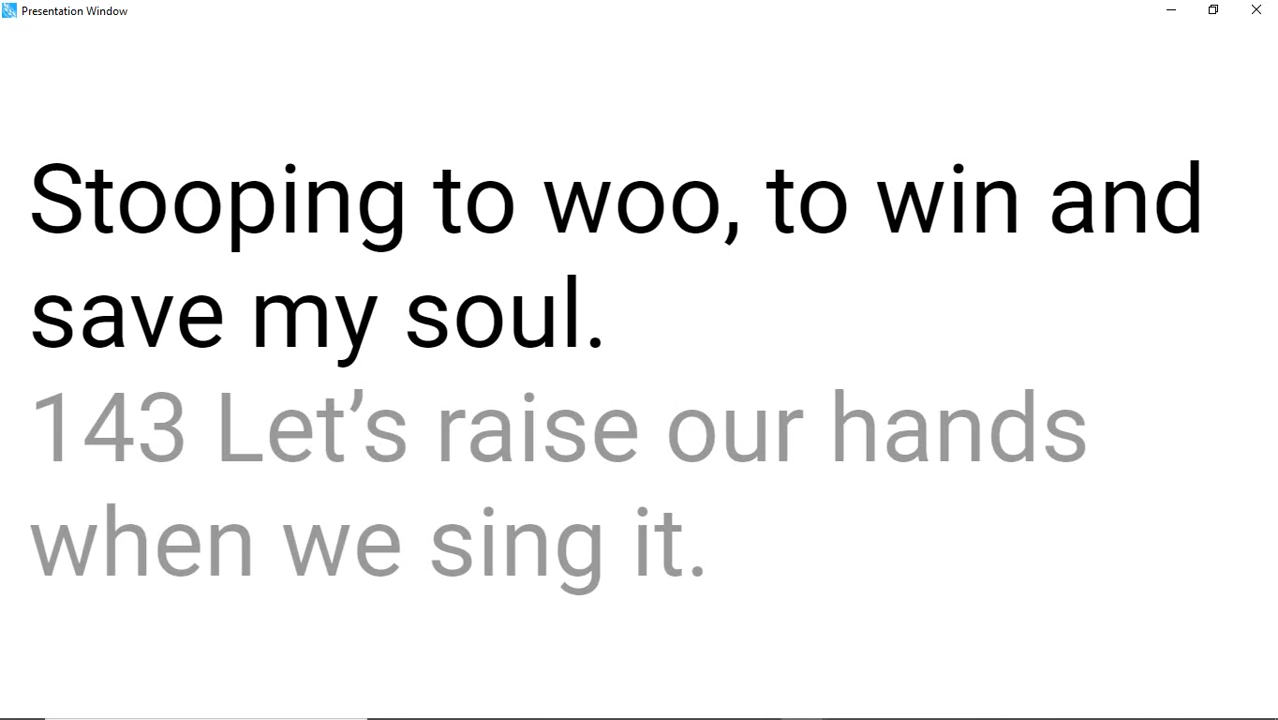 Presentation Window
Stooping to woo, to win and
save my soul.
143 Let’s raise our hands
when we sing it.